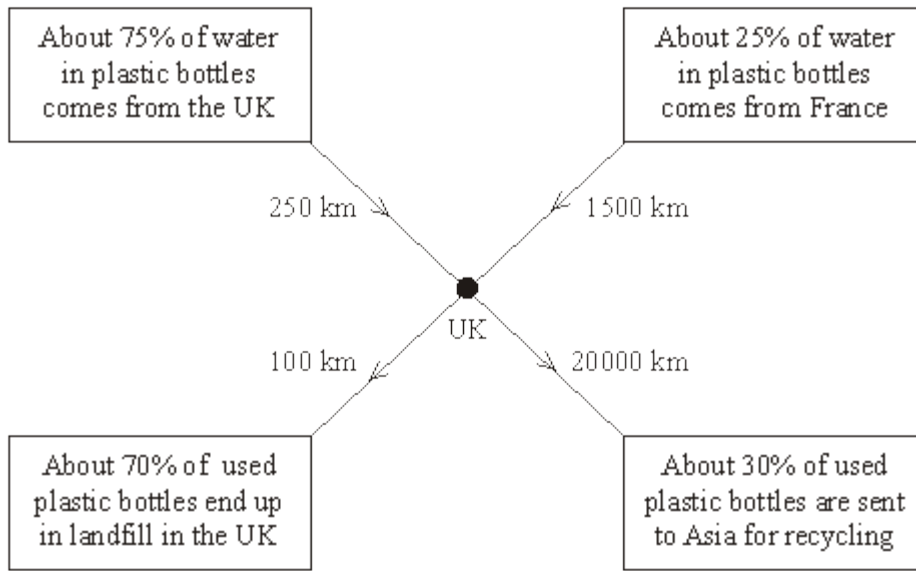 About 75% of water
in plastic bottles
comes from the UK
About 25% of water
in plastic bottles
comes from France
250 km
1500 km
UK
100 km
20000 km
About 70% of used
plastic bottles end up
in landfill in the UK
About 30% of used
plastic bottles are sent
to Asia for recycling